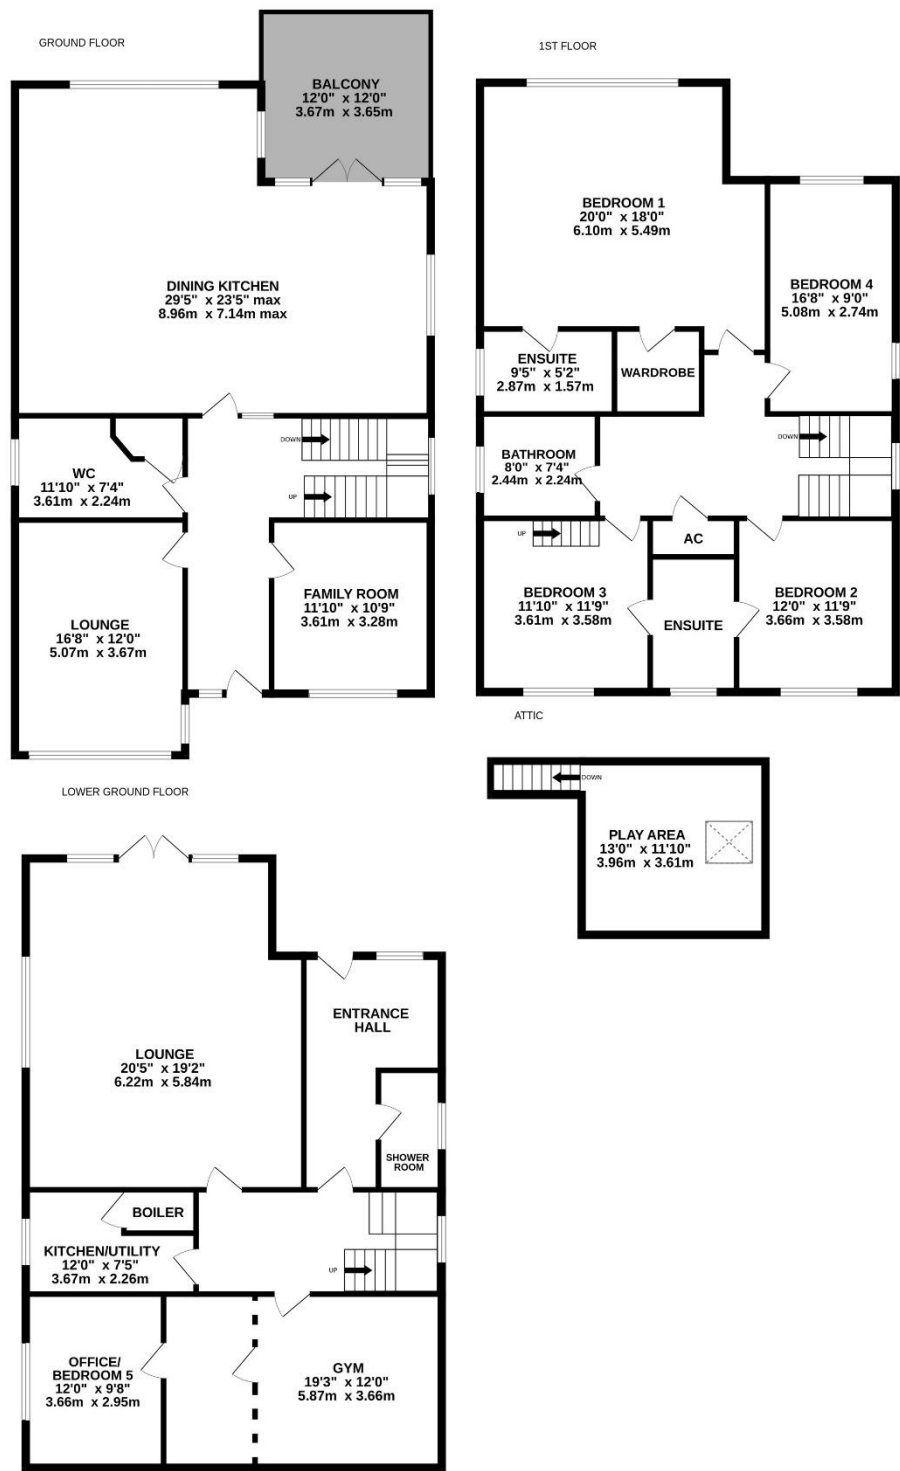 GROUND FLOOR
BALCONY
12'0" x 12'0"
3.67m x 3.65m
DINING KITCHEN
29'5" x 23'5" max
8.96m x 7.14m max
DOWN
UP
WC
11'10" x 7'4"
3.61m x 2.24m
LOUNGE
16'8" x 12'0"
5.07m x 3.67m
FAMILY ROOM
11'10" x 10'9"
3.61m x 3.28m
1ST FLOOR
BEDROOM 1
20'0" x 18'0"
6.10m x 5.49m
BEDROOM 4
16'8" x 9'0"
5.08m x 2.74m
ENSUITE
9'5" x 5'2"
2.87m x 1.57m
WARDROBE
BATHROOM
8'0" x 7'4"
2.44m x 2.24m
DOWN
UP
AC
BEDROOM 3
11'10" x 11'9"
3.61m x 3.58m
ENSUITE
BEDROOM 2
12'0" x 11'9"
3.66m x 3.58m
ATTIC
DOWN
PLAY AREA
13'0" x 11'10"
3.96m x 3.61m
LOWER GROUND FLOOR
LOUNGE
20'5" x 19'2"
6.22m x 5.84m
ENTRANCE
HALL
SHOWER
ROOM
BOILER
KITCHEN/UTILITY
12'0" x 7'5"
3.67m x 2.26m
UP
OFFICE/
BEDROOM 5
12'0" x 9'8"
3.66m x 2.95m
GYM
19'3" x 12'0"
5.87m x 3.66m